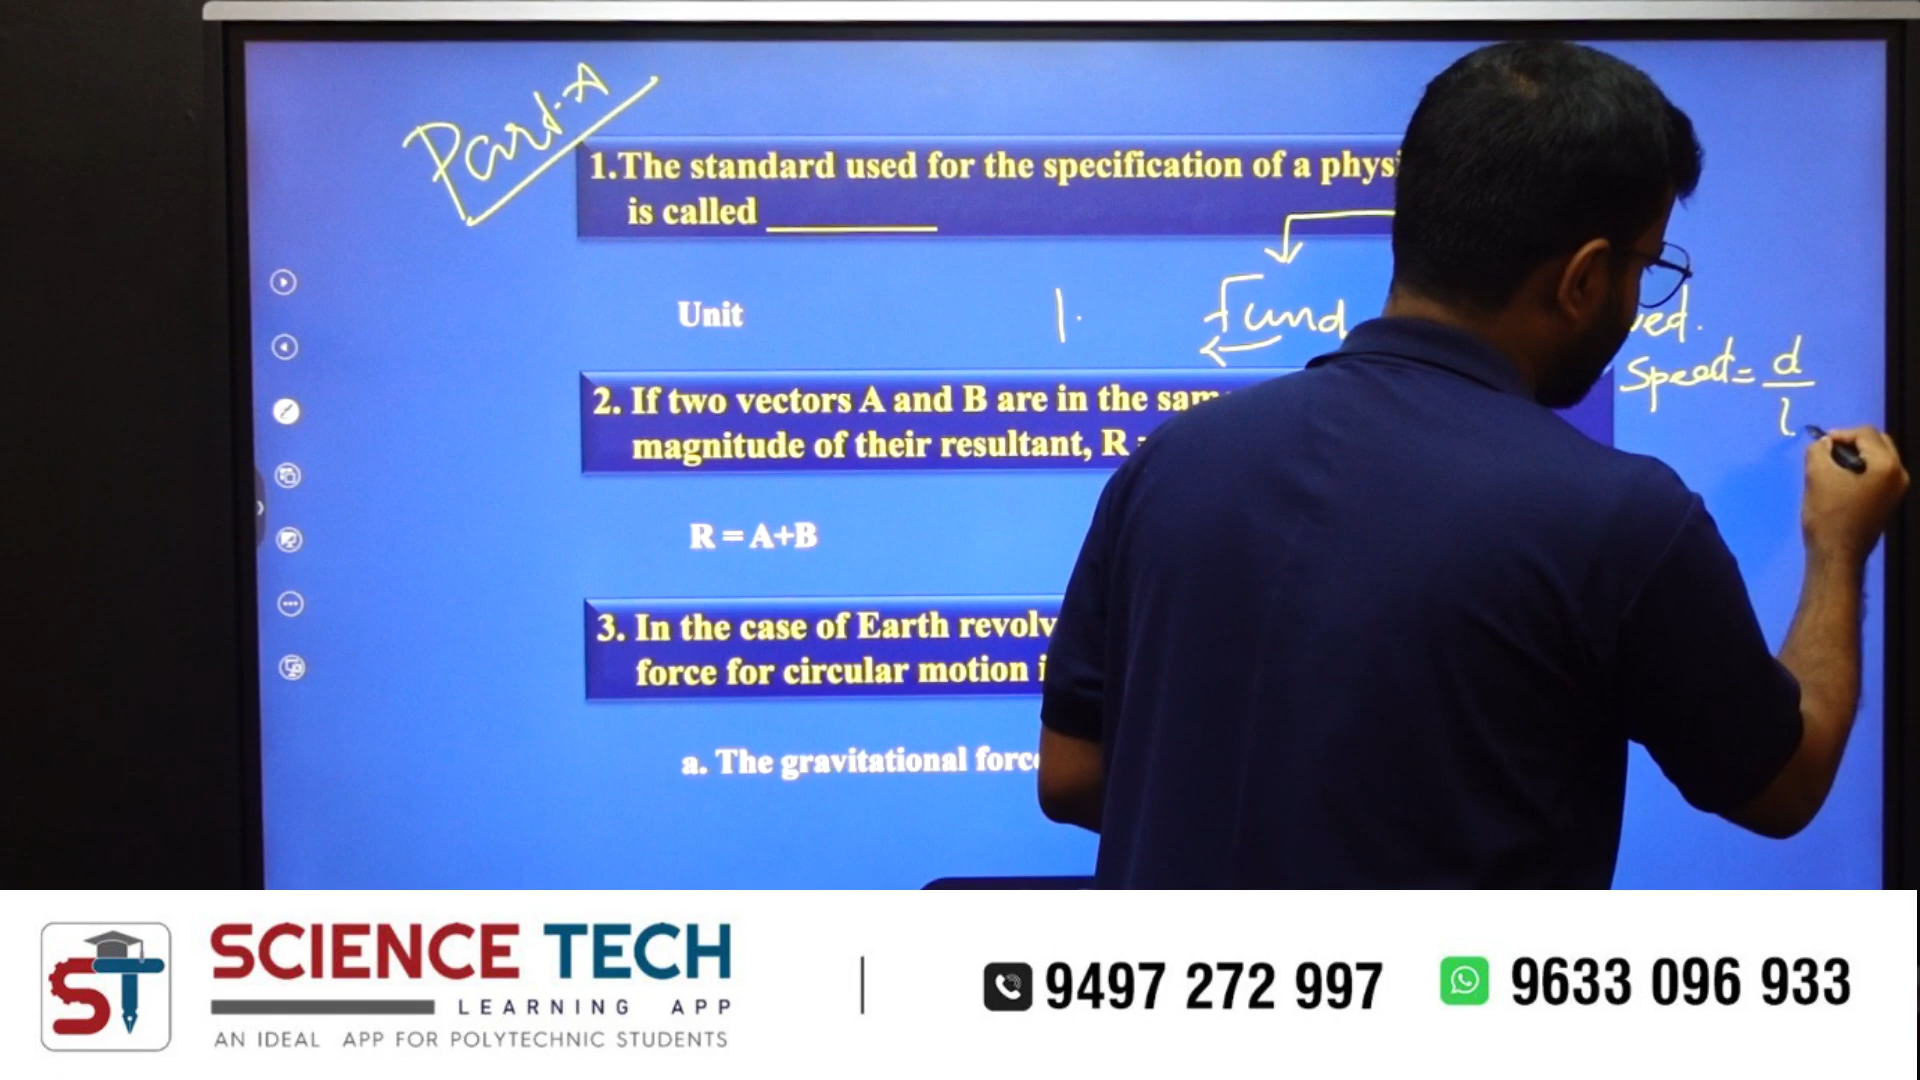 Part-A
1.The standard used for the specification of a physi
is called ________
Unit
1.
Fund
ved.
Speed = d
2. If two vectors A and B are in the sam
magnitude of their resultant, R =
R = A+B
3. In the case of Earth revolv
force for circular motion i
a. The gravitational force
ST
SCIENCE TECH
LEARNING APP
AN IDEAL APP FOR POLYTECHNIC STUDENTS
9497 272 997
9633 096 933